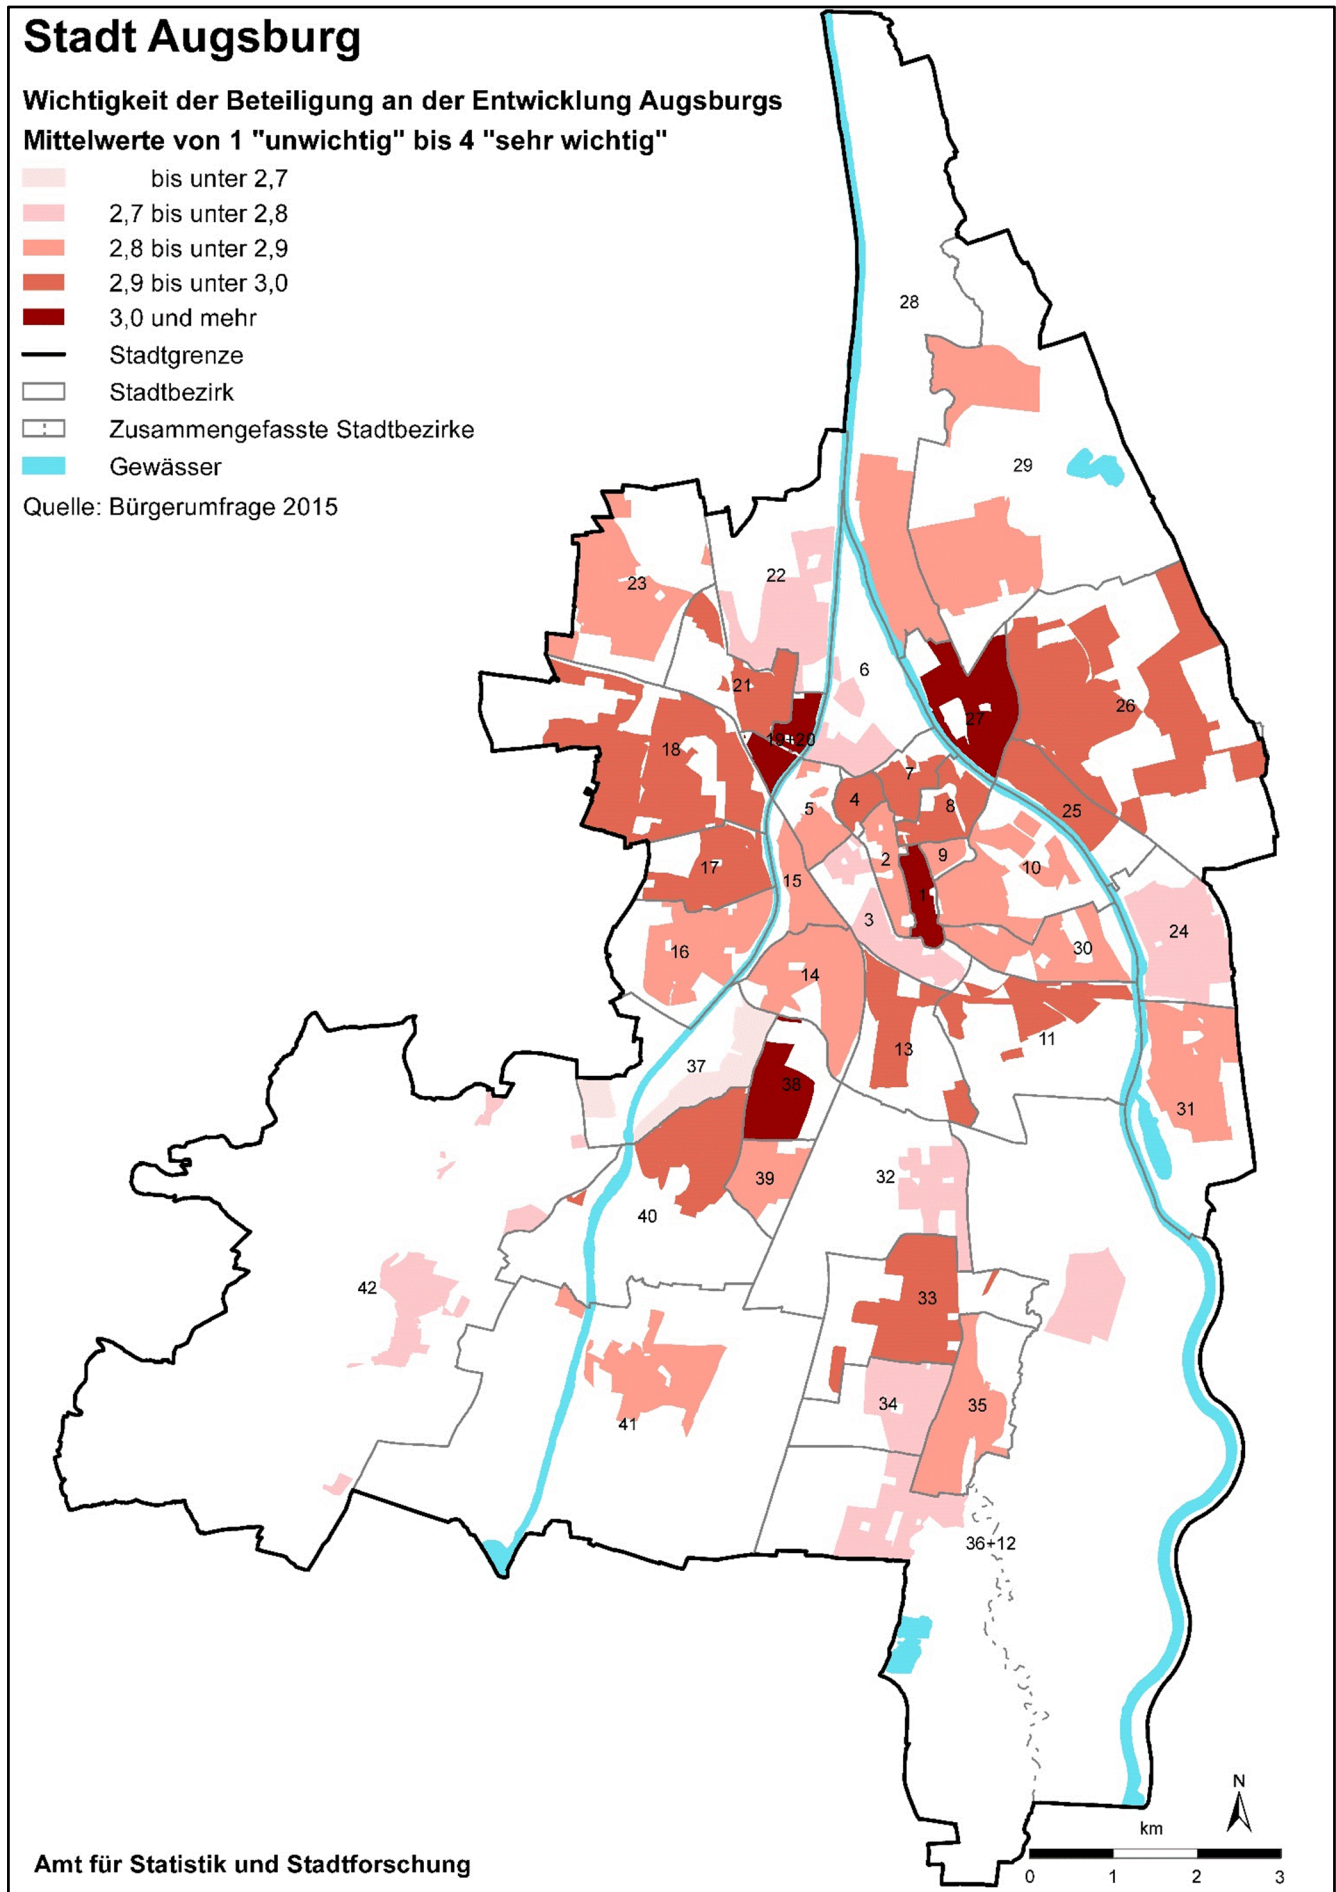 Stadt Augsburg
Wichtigkeit der Beteiligung an der Entwicklung Augsburgs
Mittelwerte von 1 "unwichtig" bis 4 "sehr wichtig"
bis unter 2,7
2,7 bis unter 2,8
2,8 bis unter 2,9
2,9 bis unter 3,0
3,0 und mehr
Stadtgrenze
Stadtbezirk
Zusammengefasste Stadtbezirke
Gewässer
Quelle: Bürgerumfrage 2015
28
29
23
22
6
21
26
27
19+20
18
7
4
5
8
25
2
9
10
17
15
1
3
24
30
16
14
11
13
37
38
31
32
39
40
42
33
34
35
41
36+12
N
km
0 1 2 3
Amt für Statistik und Stadtforschung